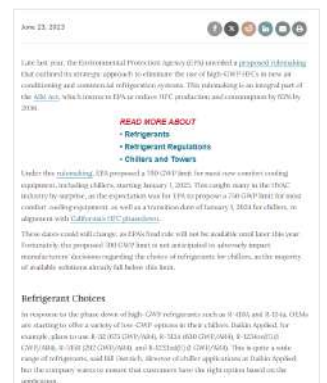 June 23, 2023
Late last year, the Environmental Protection Agency (EPA) unveiled a proposed rulemaking
that outlined its strategic approach to eliminate the use of high-GWP HFCs in new air
conditioning and commercial refrigeration systems. This rulemaking is an integral part of
the AIM Act, which intends to EPA to reduce HFC production and consumption by 85% by
2036.
READ MORE ABOUT
• Refrigerants
• Refrigerant Regulations
• Chillers and Towers
Under this rulemaking, EPA proposed a 700 GWP limit for most new comfort cooling
equipment, including chillers, starting January 1, 2025. This caught many in the HVAC
industry by surprise, as the expectation was for EPA to propose a 750 GWP limit for most
comfort cooling equipment, as well as a transition date of January 1, 2024 for chillers, in
alignment with California's HFC phasedown.
These dates could still change, as EPA's final rule will not be available until later this year.
Fortunately, the proposed 700 GWP limit is not anticipated to adversely impact
manufacturers' decisions regarding the choice of refrigerants for chillers, as the majority
of available solutions already fall below this limit.
Refrigerant Choices
In response to the phase down of high-GWP refrigerants such as R-410A and R-134a, OEMs
are starting to offer a variety of low-GWP options in their chillers. Daikin Applied, for
example, plans to use R-32 (675 GWP/AR4), R-513A (630 GWP/AR4), R-1234ze(E) (
GWP/AR4), R-515B (292 GWP/AR4) and R-1233zd(E) (1 GWP/AR4). This is quite a wide
range of refrigerants, said Bill Dietrich, director of chiller applications at Daikin Applied,
but the company wants to ensure that customers have the right option based on the
application.